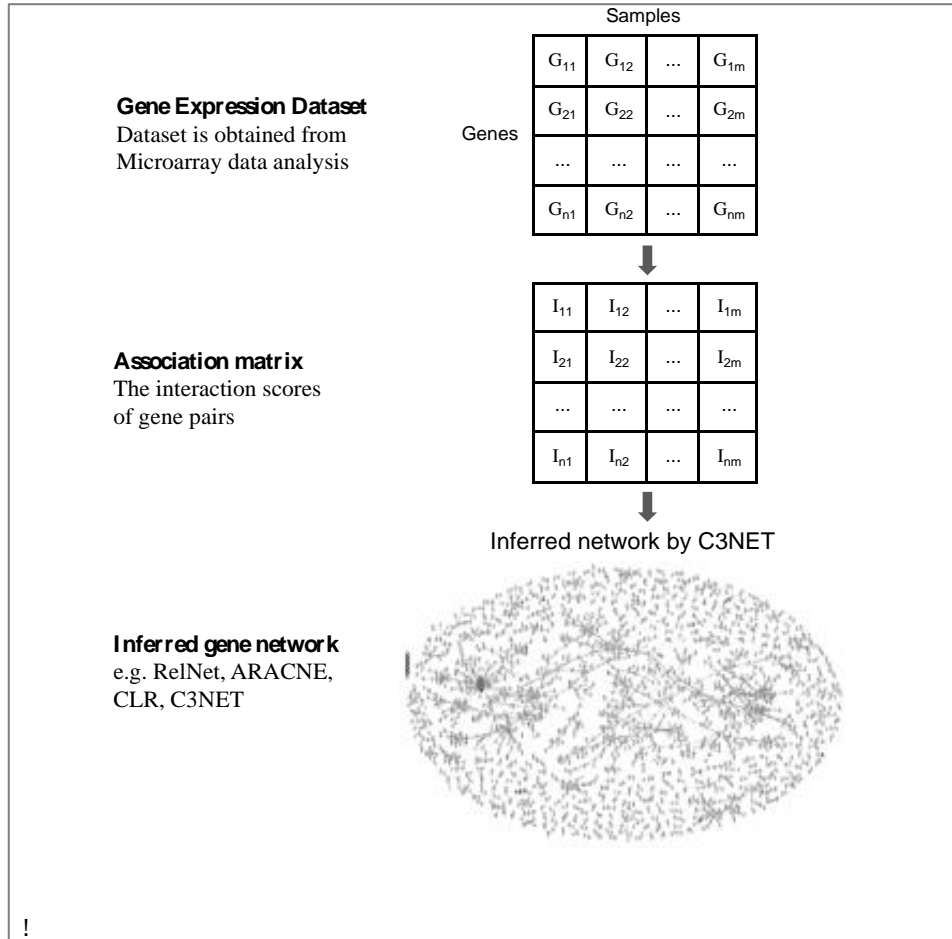 Samples
G11 G12 ... G1m
Gene Expression Dataset
Dataset is obtained from
Microarray data analysis
Genes
G21 G22 ... G2m
... ... ... ...
Gn1 Gn2 ... Gnm
I11 I12 ... I1m
Association matrix
The interaction scores
of gene pairs
I21 I22 ... I2m
... ... ... ...
In1 In2 ... Inm
Inferred network by C3NET
Inferred gene network
e.g. RelNet, ARACNE,
CLR, C3NET
!